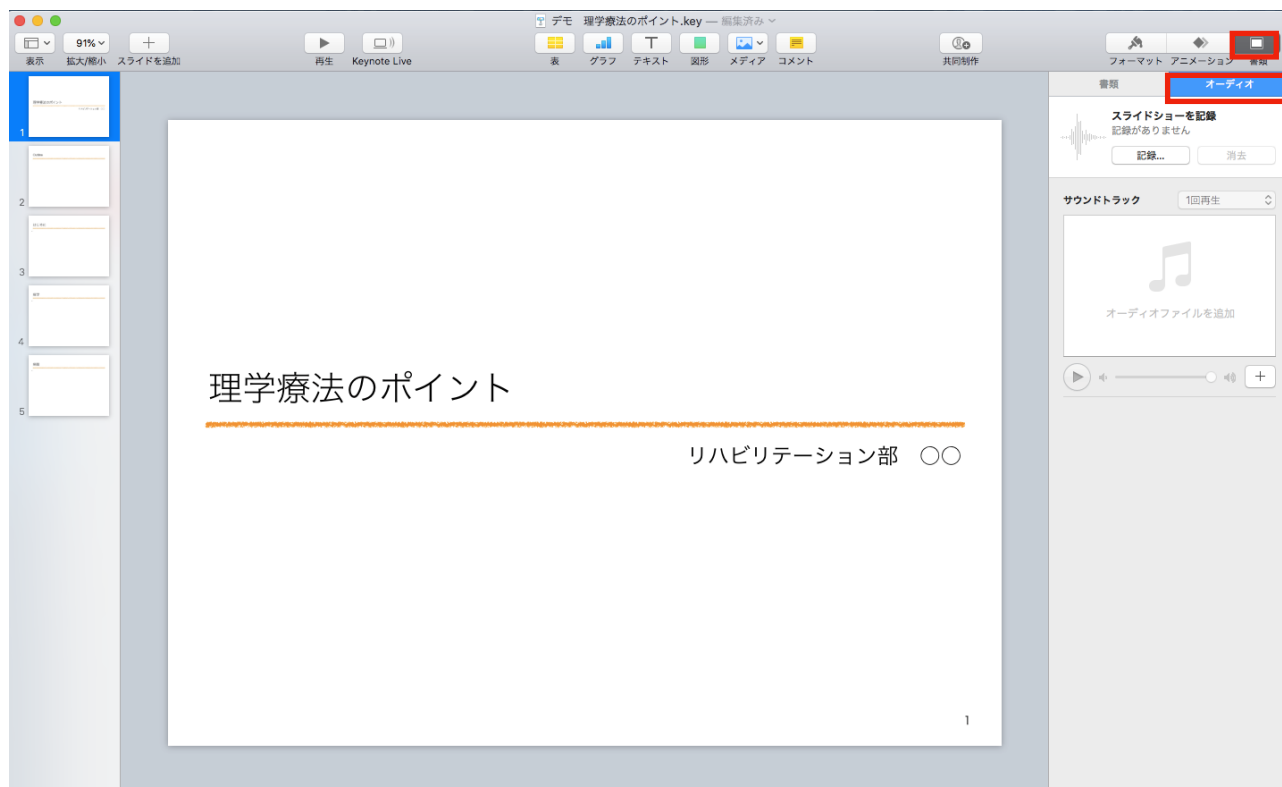 デモ　理学療法のポイント.key — 編集済み
91%
表示
拡大/縮小
スライドを追加
再生
Keynote Live
表
グラフ
テキスト
図形
メディア
コメント
共同制作
フォーマット
アニメーション
書類
書類
オーディオ
スライドショーを記録
記録がありません
記録...
消去
サウンドトラック
1回再生
オーディオファイルを追加
1
2
3
4
5
理学療法のポイント
リハビリテーション部　○○
1